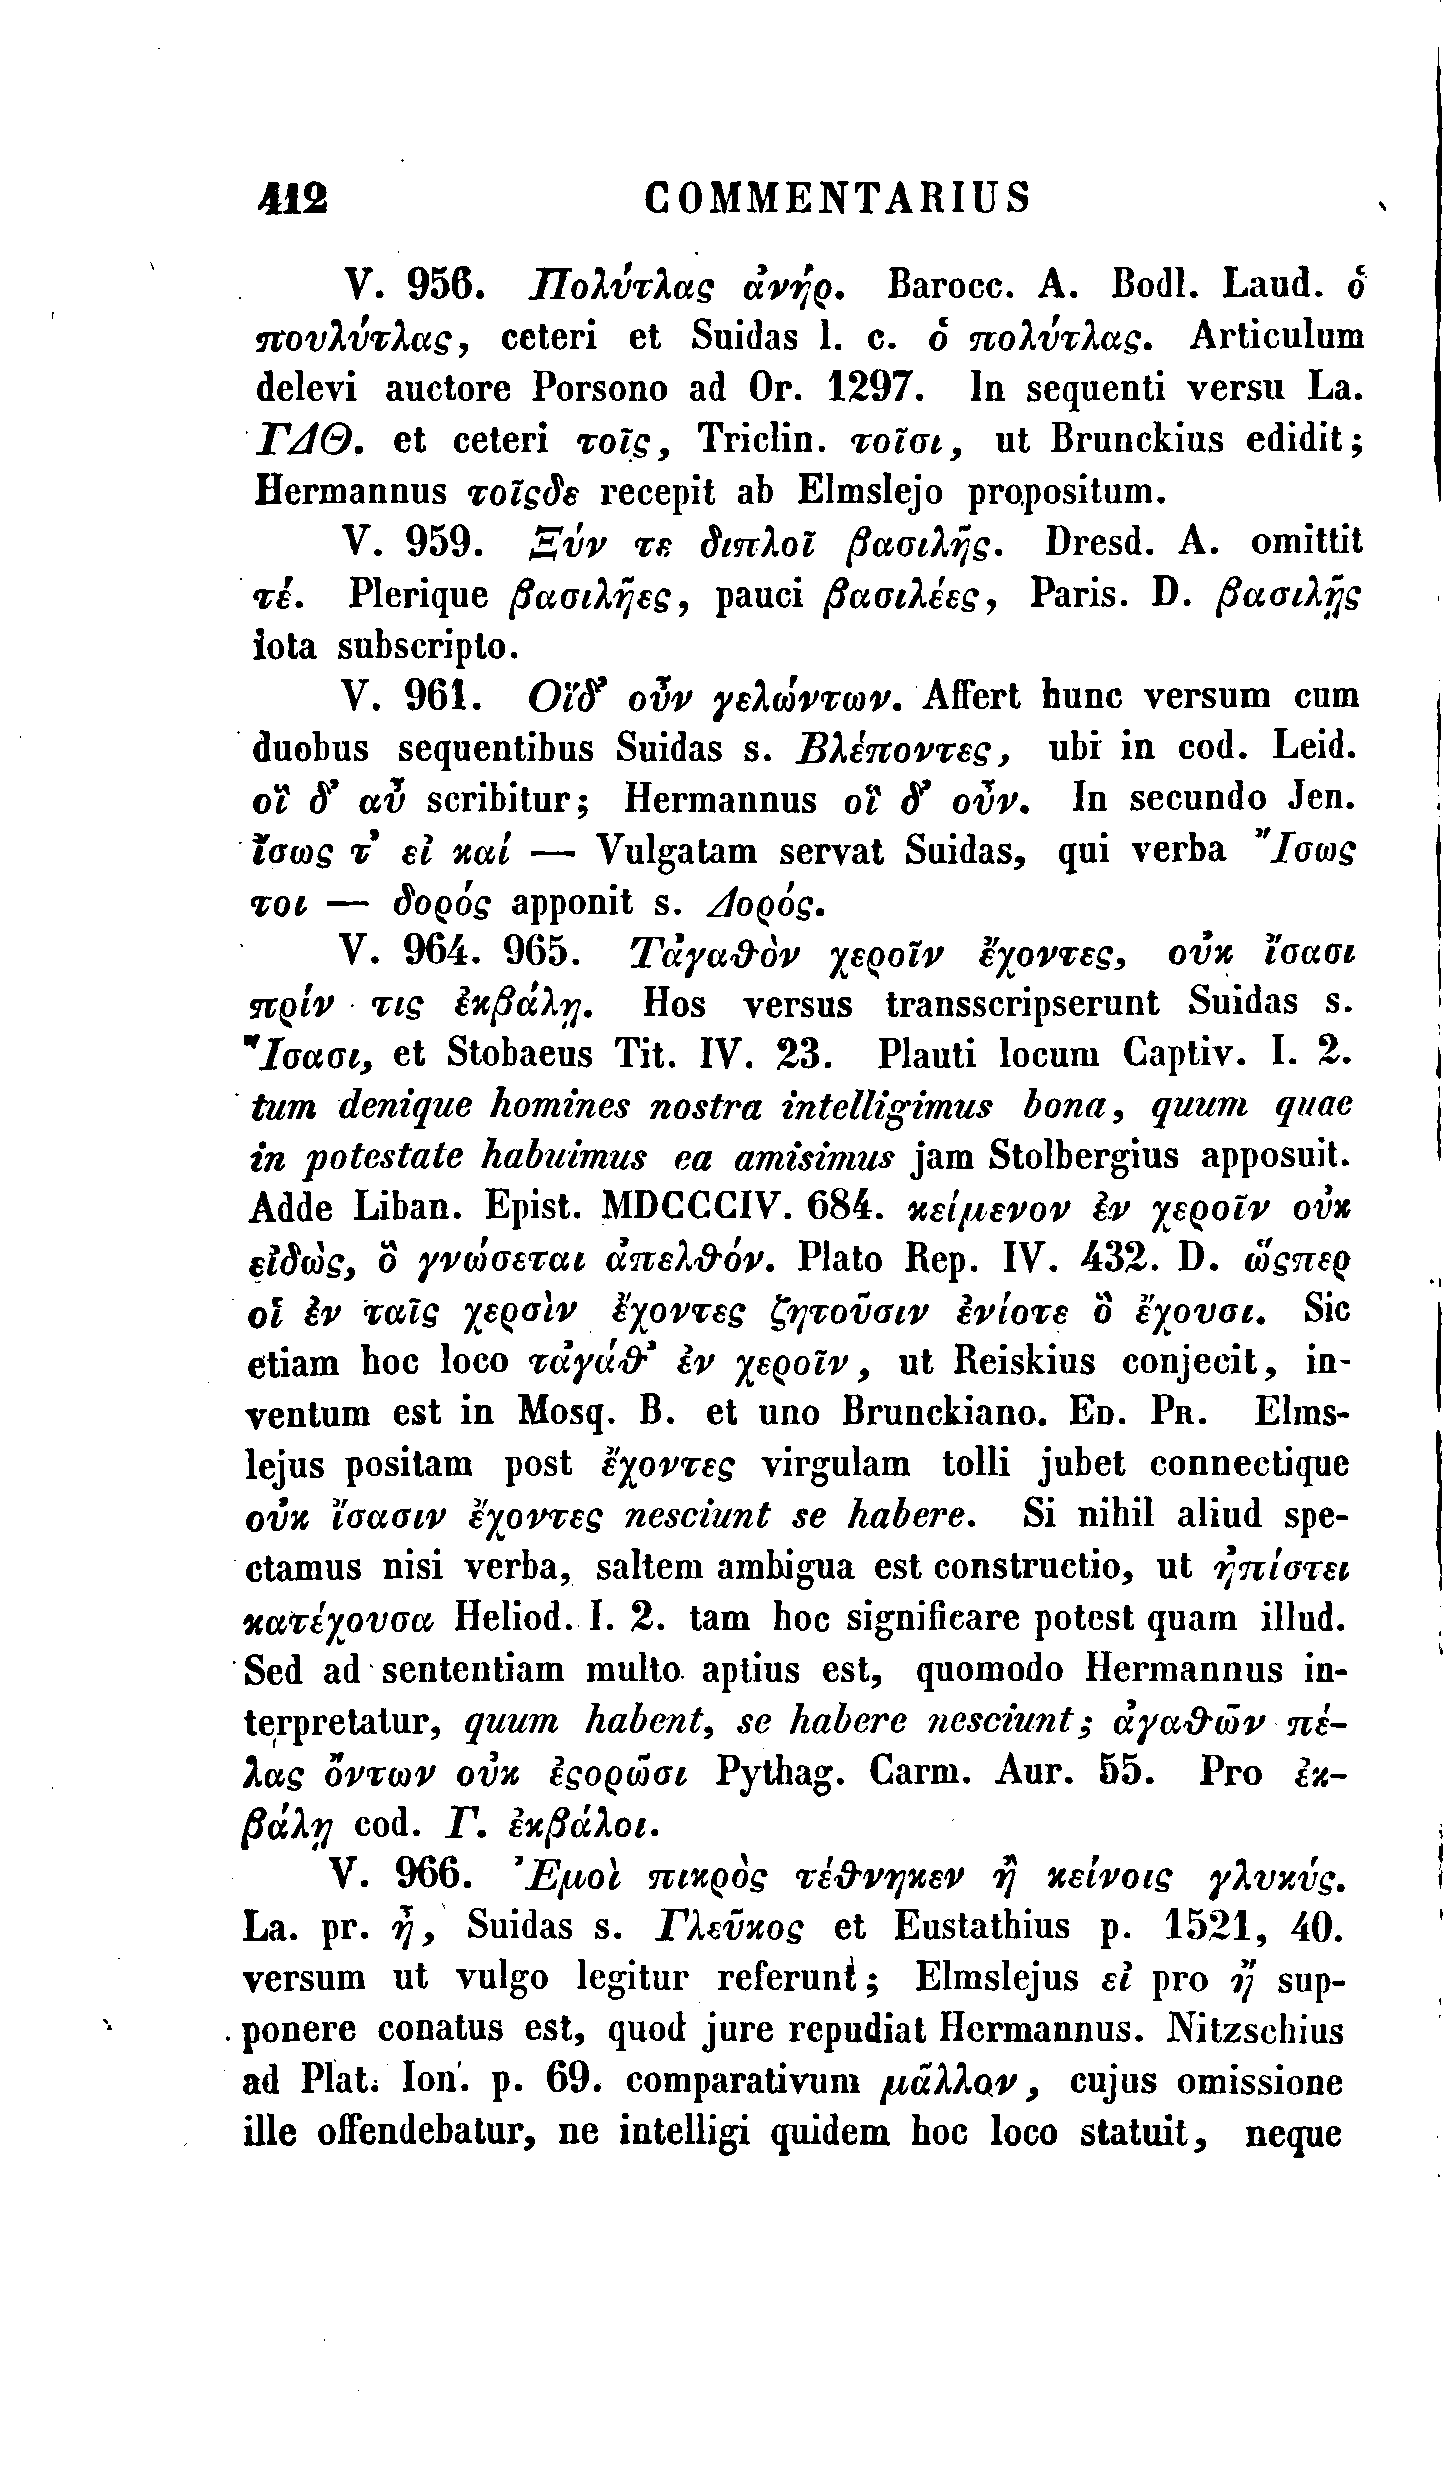 412 COMMENTARIUS
V. 956. Πολύτλας ἀνήρ. Barocc. A. Bodl. Laud. ὁ
πουλύτλας, ceteri et Suidas l. c. ὁ πολύτλας. Articulum
delevi auctore Porsono ad Or. 1297. In sequenti versu La.
ΓΔΘ. et ceteri τοῖς, Triclin. τοῖσι, ut Brunckius edidit;
Hermannus τοῖςδε recepit ab Elmslejo propositum.
V. 959. Ξύν τε διπλοῖ βασιλῆς. Dresd. A. omittit
τέ. Plerique βασιλῆες, pauci βασιλέες, Paris. D. βασιλῇς
iota subscripto.
V. 961. Οἵδ’ οὖν γελώντων. Affert hunc versum cum
duobus sequentibus Suidas s. Βλέποντες, ubi in cod. Leid.
οἳ δ’ αὖ scribitur; Hermannus οἳ δ’ οὖν. In secundo Jen.
ἴσως τ’ εἰ καί — Vulgatam servat Suidas, qui verba Ἴσως
τοι — δορός apponit s. Δορός.
V. 964. 965. Τἀγαθὸν χεροῖν ἔχοντες, οὐκ ἴσασι
πρίν τις ἐκβάλῃ. Hos versus transscripserunt Suidas s.
Ἴσασι, et Stobaeus Tit. IV. 23. Plauti locum Captiv. I. 2.
tum denique homines nostra intelligimus bona, quum quae
in potestate habuimus ea amisimus jam Stolbergius apposuit.
Adde Liban. Epist. MDCCCIV. 684. κείμενον ἐν χεροῖν οὐκ
εἰδὼς, ὃ γνώσεται ἀπελθόν. Plato Rep. IV. 432. D. ὥςπερ
οἱ ἐν ταῖς χερσὶν ἔχοντες ζητοῦσιν ἐνίοτε ὃ ἔχουσι. Sic
etiam hoc loco τἀγάθ’ ἐν χεροῖν, ut Reiskius conjecit, in-
ventum est in Mosq. B. et uno Brunckiano. ED. PR. Elms-
lejus positam post ἔχοντες virgulam tolli jubet connectique
οὐκ ἴσασιν ἔχοντες nesciunt se habere. Si nihil aliud spe-
ctamus nisi verba, saltem ambigua est constructio, ut ἠπίστει
κατέχουσα Heliod. I. 2. tam hoc significare potest quam illud.
Sed ad sententiam multo aptius est, quomodo Hermannus in-
terpretatur, quum habent, se habere nesciunt; ἀγαθῶν πέ-
λας ὄντων οὐκ ἐςορῶσι Pythag. Carm. Aur. 55. Pro ἐκ-
βάλῃ cod. Γ. ἐκβάλοι.
V. 966. Ἐμοὶ πικρὸς τέθνηκεν ἢ κείνοις γλυκύς.
La. pr. ἦ, Suidas s. Γλεῦκος et Eustathius p. 1521, 40.
versum ut vulgo legitur referunt; Elmslejus εἰ pro ἢ sup-
ponere conatus est, quod jure repudiat Hermannus. Nitzschius
ad Plat. Ion. p. 69. comparativum μᾶλλον, cujus omissione
ille offendebatur, ne intelligi quidem hoc loco statuit, neque